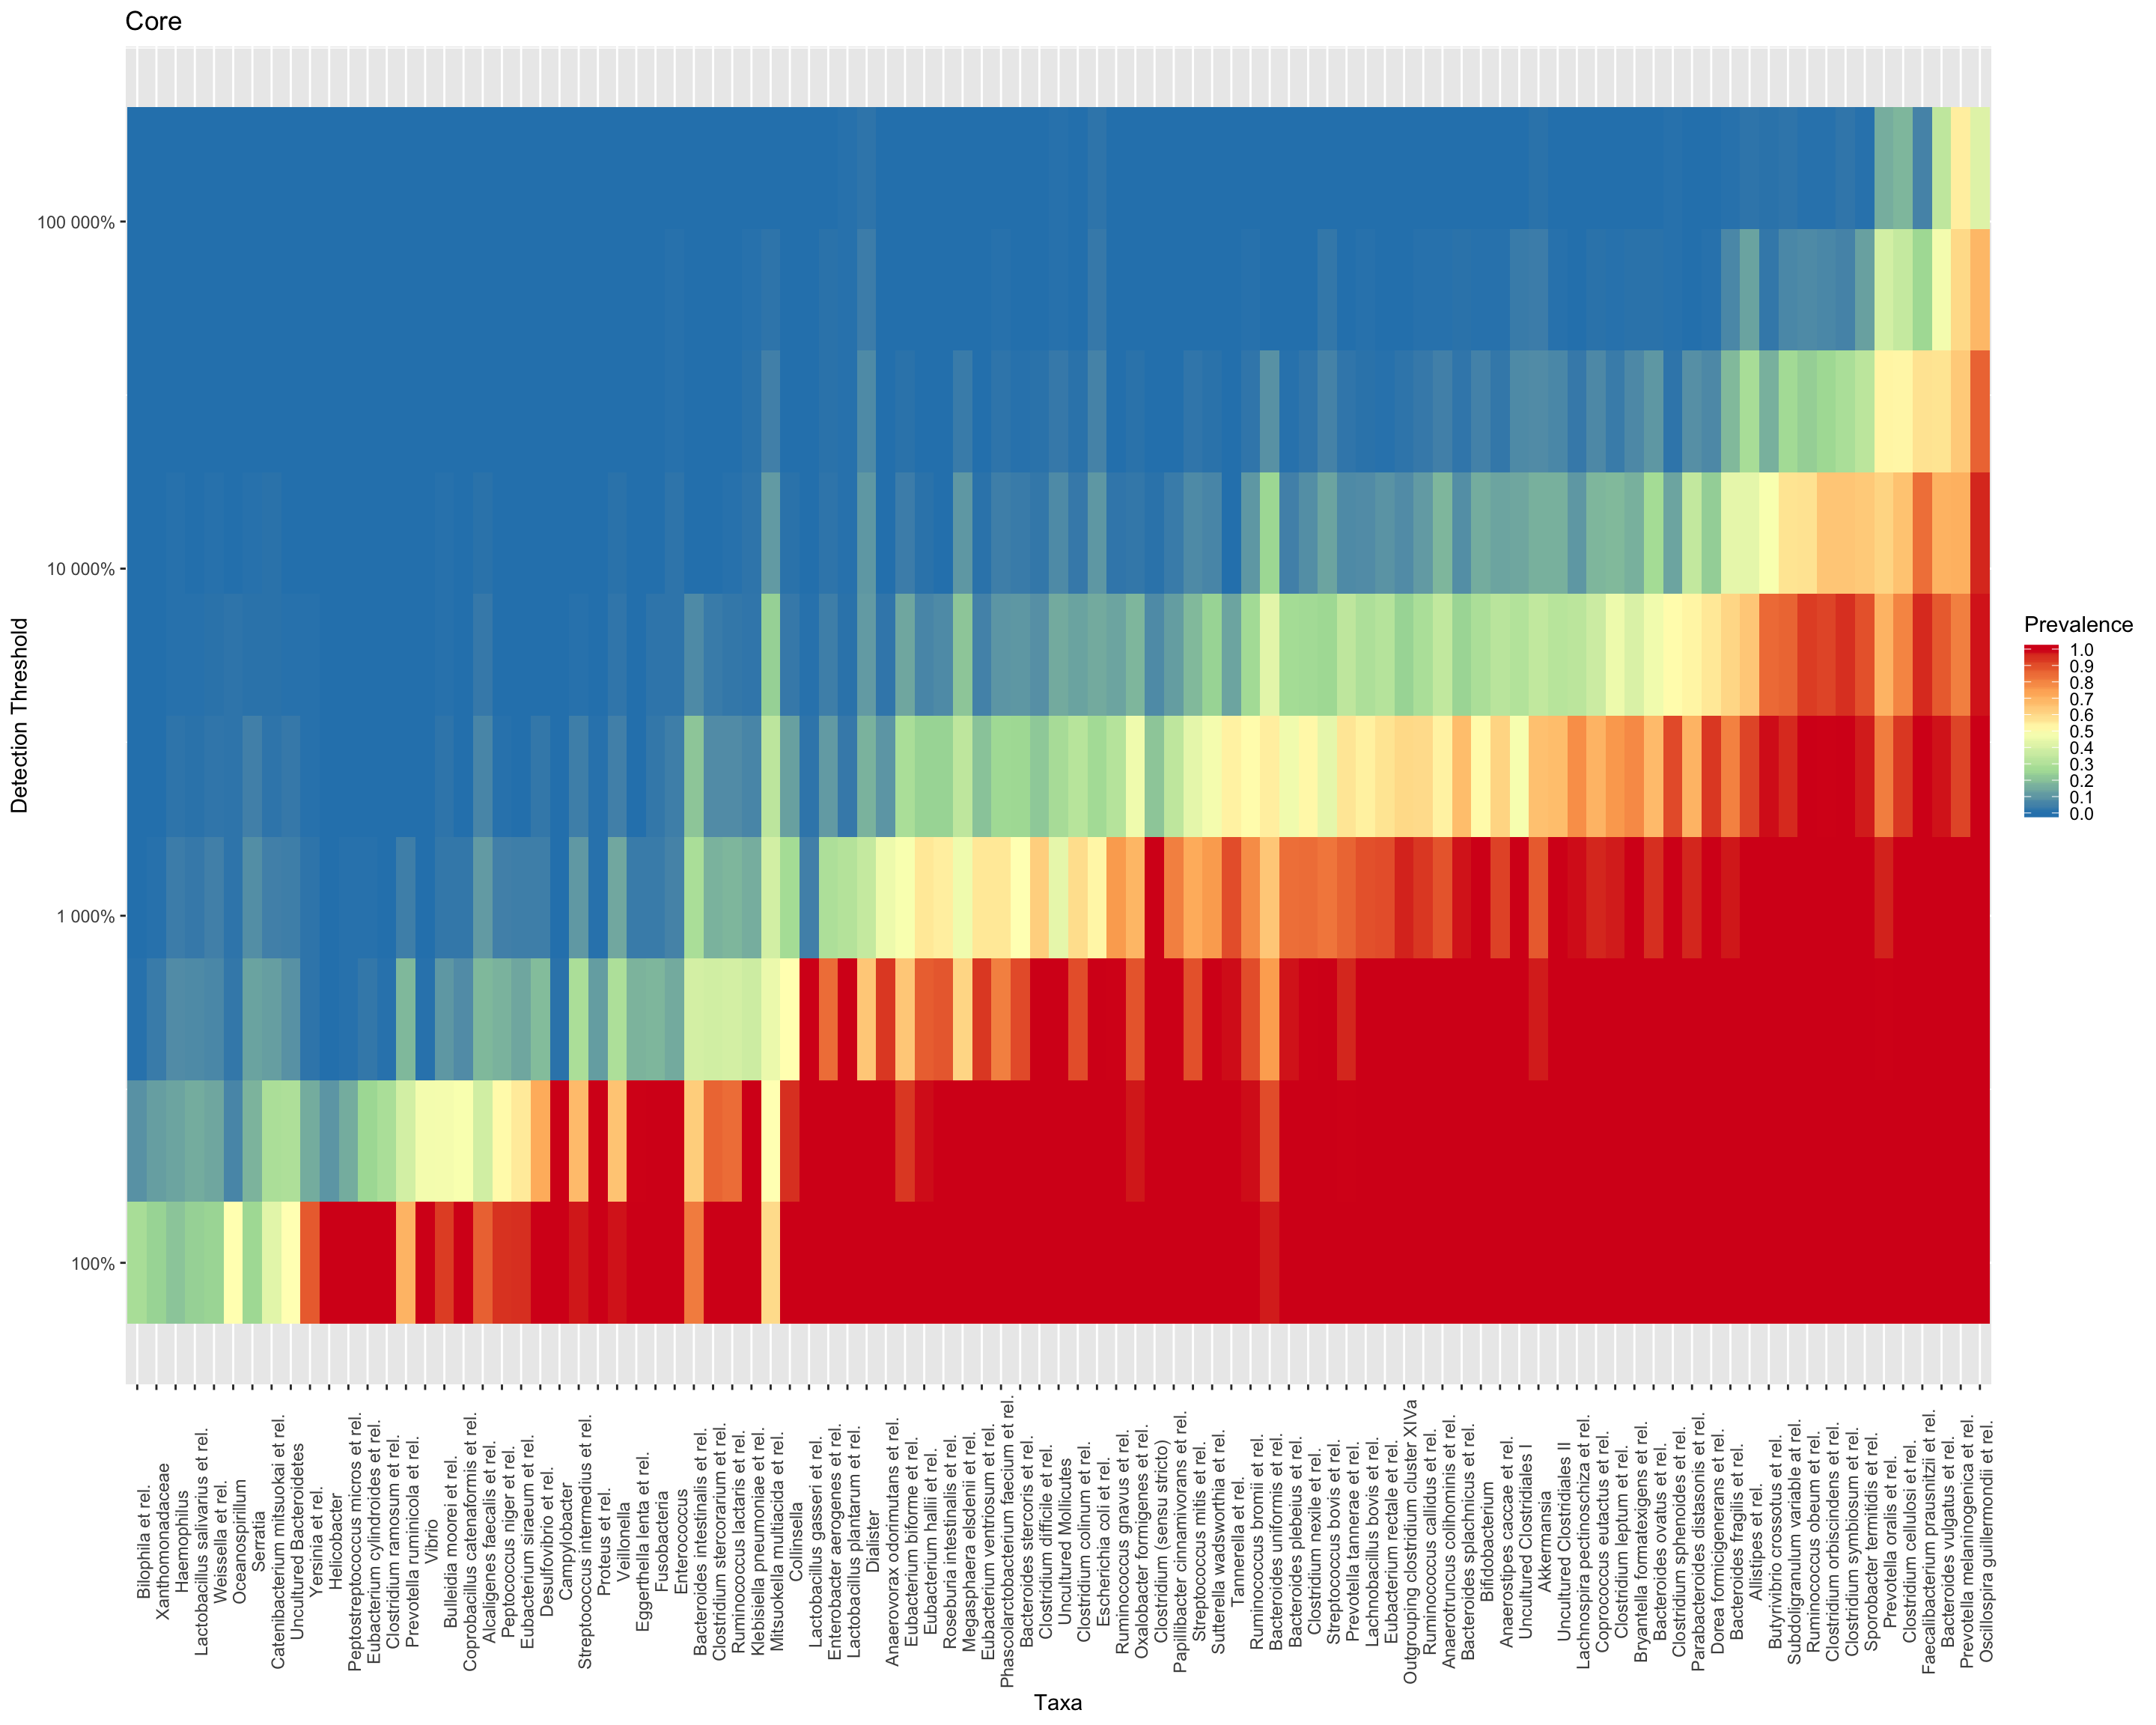 Core
100 000%
10 000%
1 000%
100%
Detection Threshold
Prevalence
1.0
0.9
0.8
0.7
0.6
0.5
0.4
0.3
0.2
0.1
0.0
Bilophila et rel.
Xanthomonadaceae
Haemophilus
Lactobacillus salivarius et rel.
Weissella et rel.
Oceanospirillum
Serratia
Catenibacterium mitsuokai et rel.
Uncultured Bacteroidetes
Yersinia et rel.
Helicobacter
Peptostreptococcus micros et rel.
Eubacterium cylindroides et rel.
Clostridium ramosum et rel.
Prevotella ruminicola et rel.
Vibrio
Bulleidia moorei et rel.
Coprobacillus catenaformis et rel.
Alcaligenes faecalis et rel.
Peptococcus niger et rel.
Eubacterium siraeum et rel.
Desulfovibrio et rel.
Campylobacter
Streptococcus intermedius et rel.
Proteus et rel.
Veillonella
Eggerthella lenta et rel.
Fusobacteria
Enterococcus
Bacteroides intestinalis et rel.
Clostridium stercorarium et rel.
Ruminococcus lactaris et rel.
Klebisiella pneumoniae et rel.
Mitsuokella multiacida et rel.
Collinsella
Lactobacillus gasseri et rel.
Enterobacter aerogenes et rel.
Lactobacillus plantarum et rel.
Dialister
Anaerovorax odorimutans et rel.
Eubacterium biforme et rel.
Eubacterium hallii et rel.
Roseburia intestinalis et rel.
Megasphaera elsdenii et rel.
Eubacterium ventriosum et rel.
Phascolarctobacterium faecium et rel.
Bacteroides stercoris et rel.
Clostridium difficile et rel.
Uncultured Mollicutes
Clostridium colinum et rel.
Escherichia coli et rel.
Ruminococcus gnavus et rel.
Oxalobacter formigenes et rel.
Clostridium (sensu stricto)
Papillibacter cinnamivorans et rel.
Streptococcus mitis et rel.
Sutterella wadsworthia et rel.
Tannerella et rel.
Ruminococcus bromii et rel.
Bacteroides uniformis et rel.
Bacteroides plebeius et rel.
Clostridium nexile et rel.
Streptococcus bovis et rel.
Prevotella tannerae et rel.
Lachnobacillus bovis et rel.
Eubacterium rectale et rel.
Outgrouping clostridium cluster XIVa
Ruminococcus callidus et rel.
Anaerotruncus colihominis et rel.
Bacteroides splachnicus et rel.
Bifidobacterium
Anaerostipes caccae et rel.
Uncultured Clostridiales I
Akkermansia
Uncultured Clostridiales II
Lachnospira pectinoschiza et rel.
Coprococcus eutactus et rel.
Clostridium leptum et rel.
Bryantella formatexigens et rel.
Bacteroides ovatus et rel.
Clostridium sphenoides et rel.
Parabacteroides distasonis et rel.
Dorea formicigenerans et rel.
Bacteroides fragilis et rel.
Allistipes et rel.
Butyrivibrio crossotus et rel.
Subdoligranulum variable at rel.
Ruminococcus obeum et rel.
Clostridium orbiscindens et rel.
Clostridium symbiosum et rel.
Sporobacter termitidis et rel.
Prevotella oralis et rel.
Clostridium cellulosi et rel.
Faecalibacterium prausnitzii et rel.
Bacteroides vulgatus et rel.
Prevotella melaninogenica et rel.
Oscillospira guillermondii et rel.
Taxa